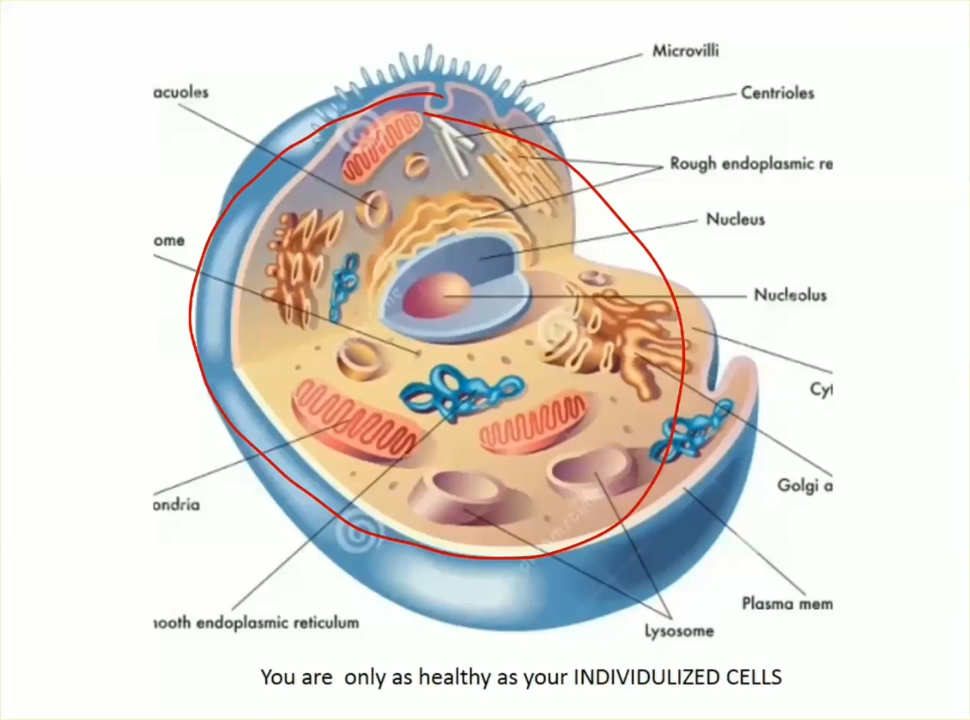 Microvilli
acuoles
Centrioles
Rough endoplasmic re
Nucleus
ome
Nucleolus
Cyt
Golgi a
ondria
Plasma mem
nooth endoplasmic reticulum
Lysosome
You are only as healthy as your INDIVIDULIZED CELLS